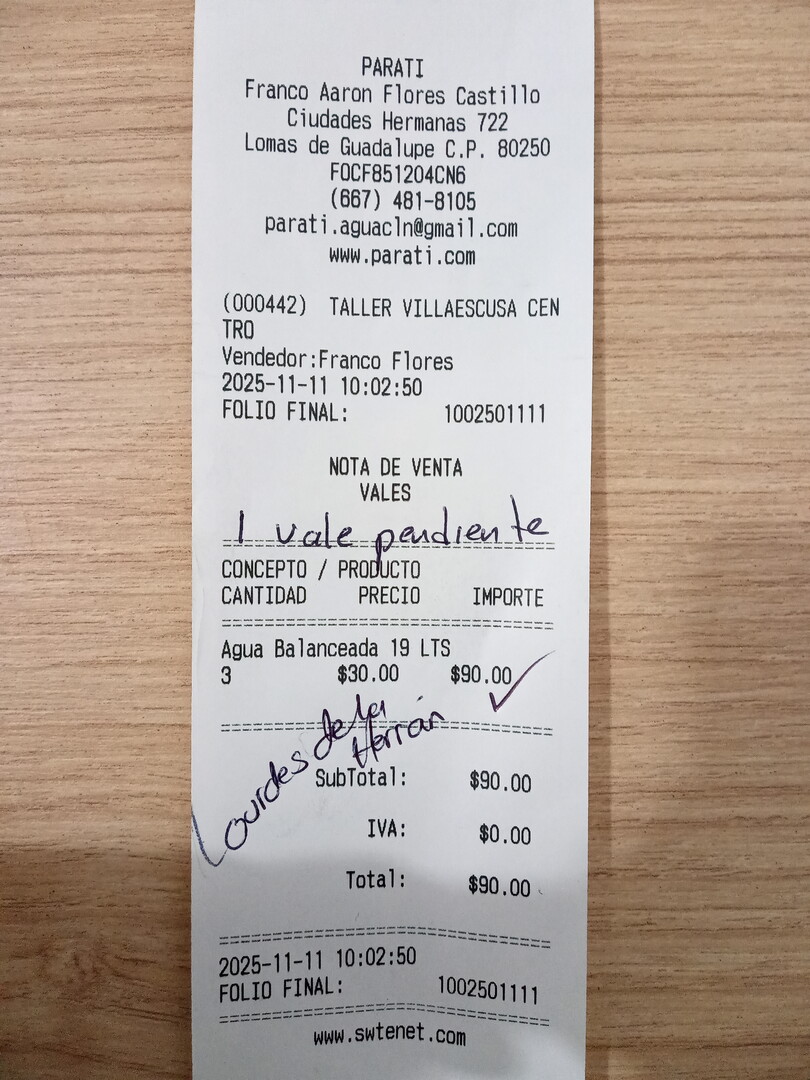 PARATI
Franco Aaron Flores Castillo
Ciudades Hermanas 722
Lomas de Guadalupe C.P. 80250
FOCF851204CN6
(667) 481-8105
parati.aguacln@gmail.com
www.parati.com
(000442) TALLER VILLAESCUSA CEN
TRO
Vendedor:Franco Flores
2025-11-11 10:02:50
FOLIO FINAL: 1002501111
NOTA DE VENTA
VALES
1 vale pendiente
CONCEPTO / PRODUCTO
CANTIDAD PRECIO IMPORTE
Agua Balanceada 19 LTS
3 $30.00 $90.00
Lourdes de la
Herrán
SubTotal: $90.00
IVA: $0.00
Total: $90.00
2025-11-11 10:02:50
FOLIO FINAL: 1002501111
www.swtenet.com